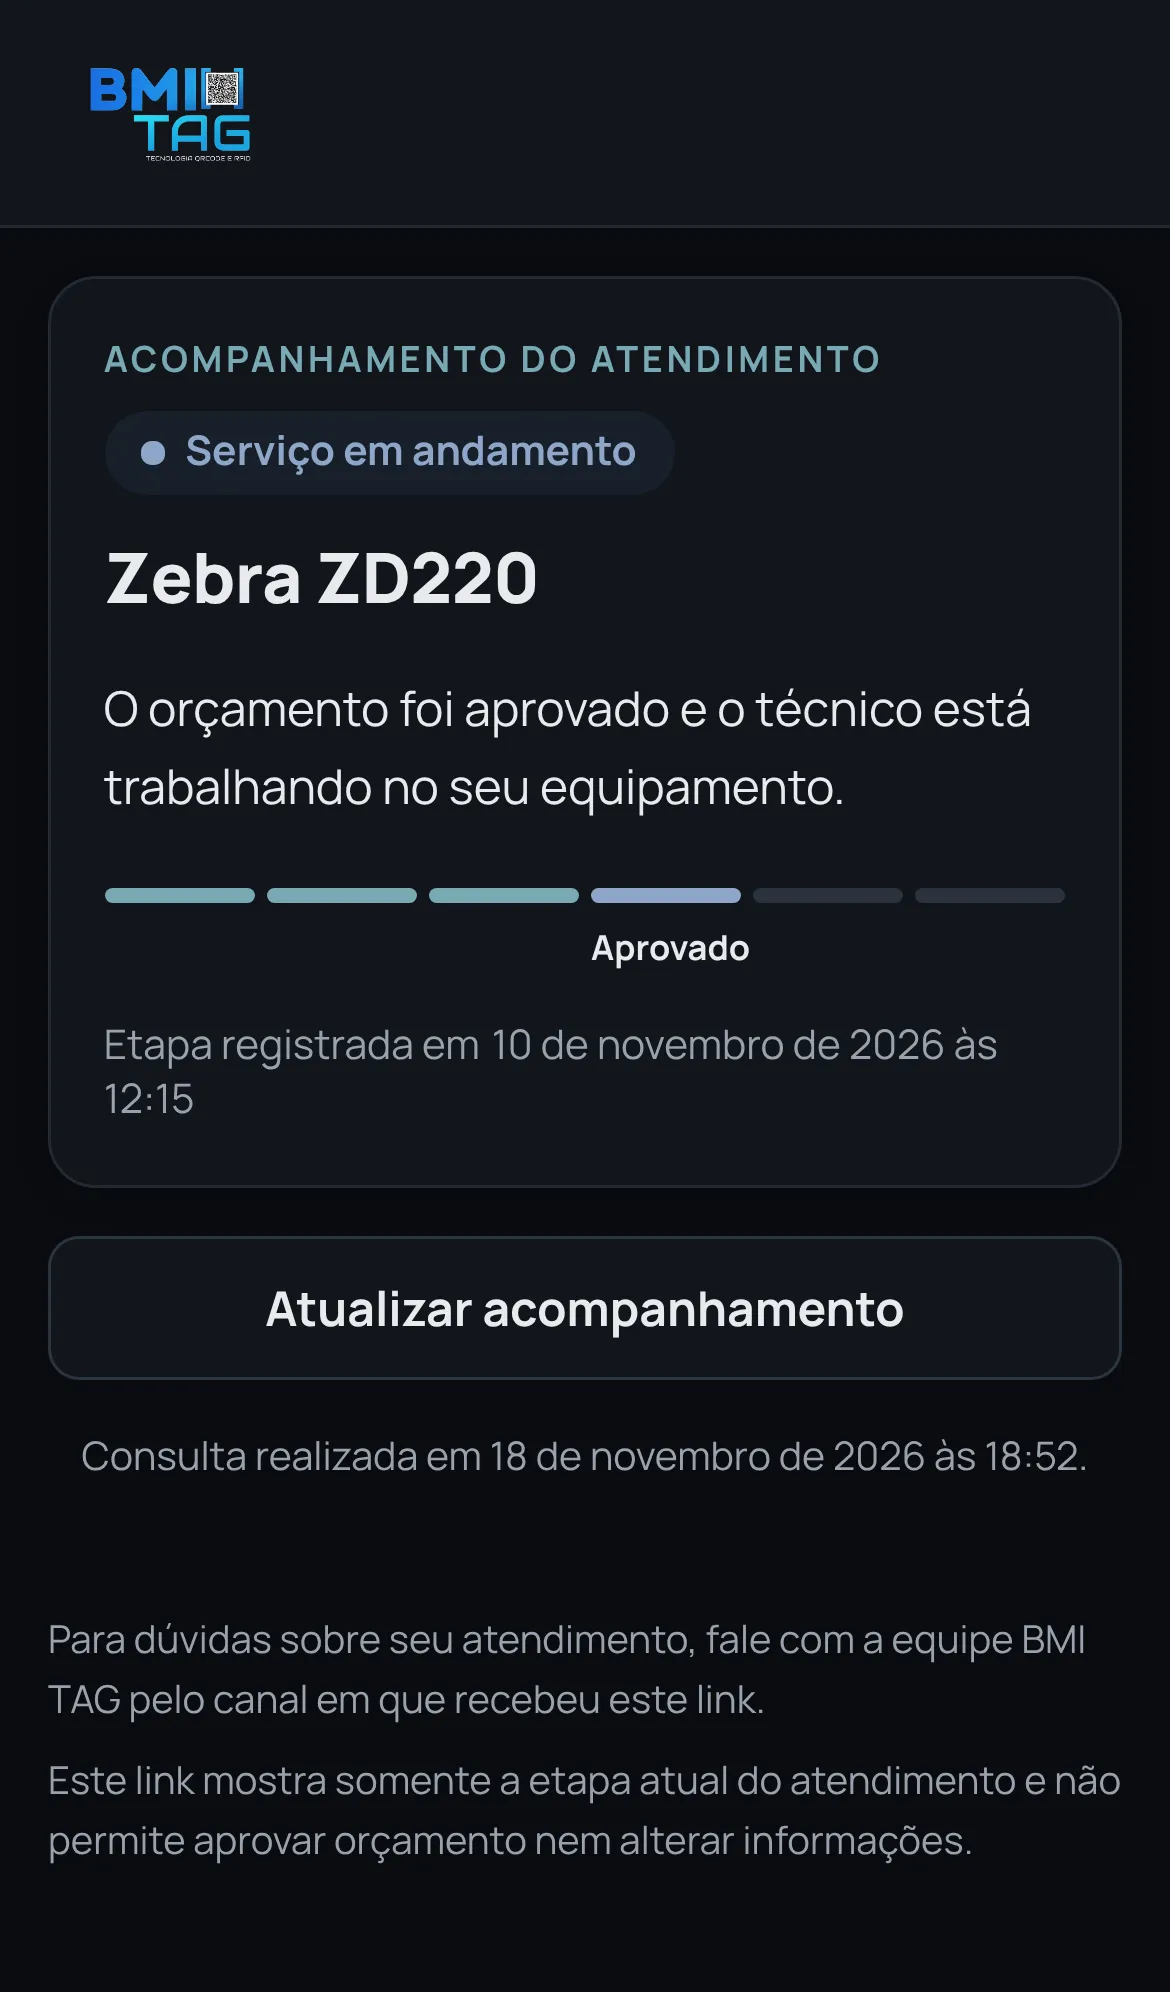 BMI
TAG
TECNOLOGIA QRCODE E RFID
ACOMPANHAMENTO DO ATENDIMENTO
Serviço em andamento
Zebra ZD220
O orçamento foi aprovado e o técnico está
trabalhando no seu equipamento.
Aprovado
Etapa registrada em 10 de novembro de 2026 às
12:15
Atualizar acompanhamento
Consulta realizada em 18 de novembro de 2026 às 18:52.
Para dúvidas sobre seu atendimento, fale com a equipe BMI
TAG pelo canal em que recebeu este link.
Este link mostra somente a etapa atual do atendimento e não
permite aprovar orçamento nem alterar informações.